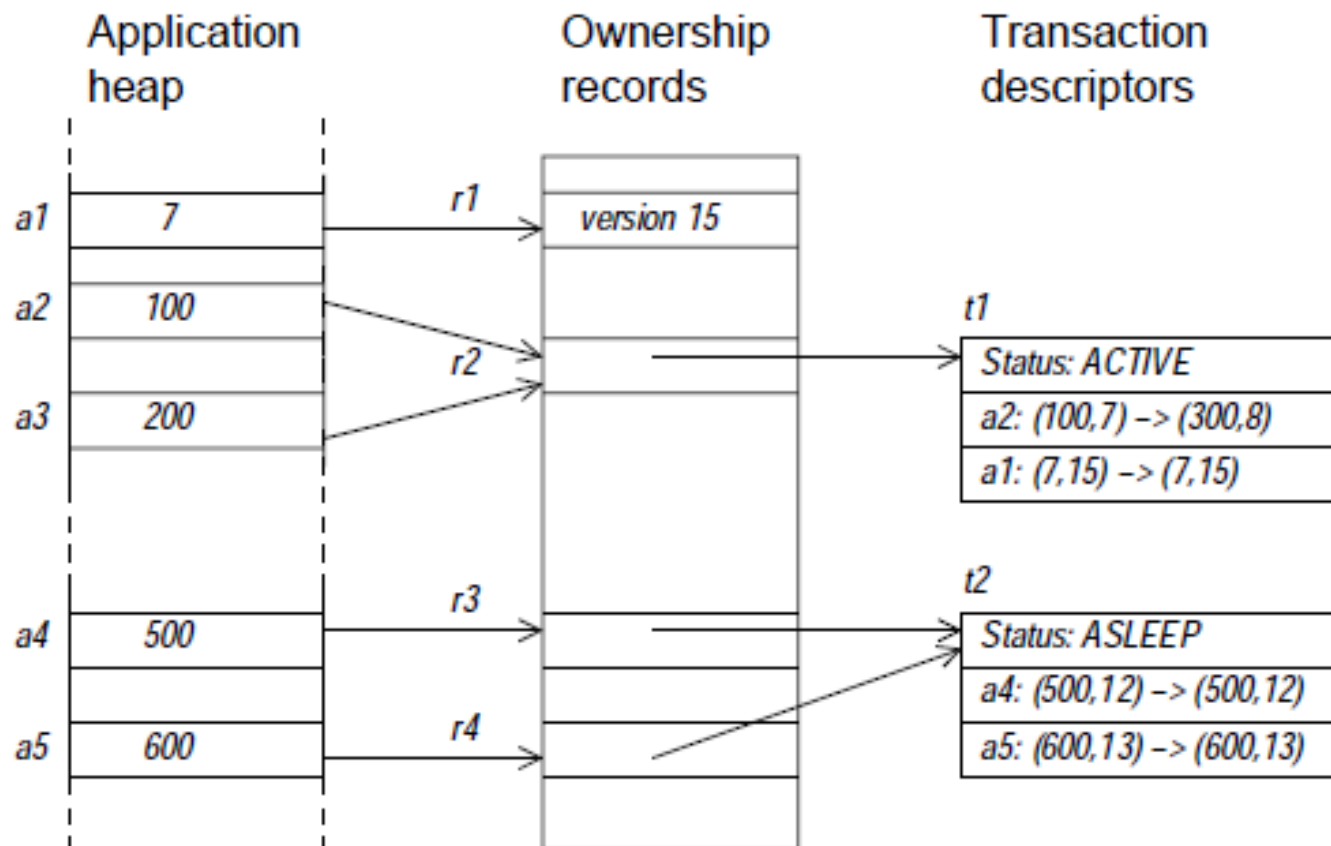 Application
heap
Ownership
records
Transaction
descriptors
a1
7
r1
version 15
a2
100
t1
r2
Status: ACTIVE
a3
200
a2: (100,7) –> (300,8)
a1: (7,15) –> (7,15)
t2
r3
a4
500
Status: ASLEEP
a4: (500,12) –> (500,12)
r4
a5
600
a5: (600,13) –> (600,13)